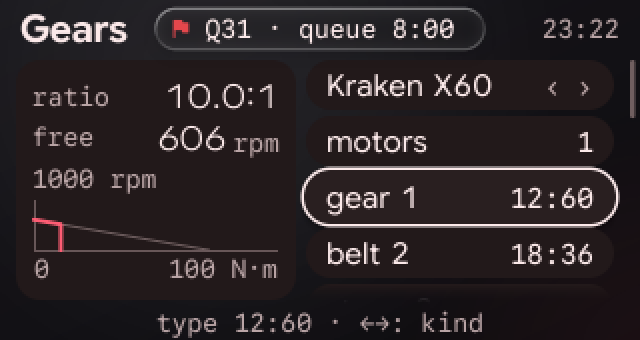 Gears
Q31 · queue 8:00
23:22
ratio 10.0:1
free 606 rpm
1000 rpm
0 100 N·m
Kraken X60 ‹ ›
motors 1
gear 1 12:60
belt 2 18:36
type 12:60 · ↔: kind